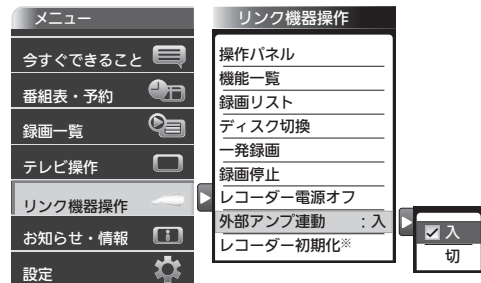 メニュー
今すぐできること
番組表・予約
録画一覧
テレビ操作
リンク機器操作
お知らせ・情報
設定
リンク機器操作
操作パネル
機能一覧
録画リスト
ディスク切換
一発録画
録画停止
レコーダー電源オフ
外部アンプ連動　：入
レコーダー初期化※
入
切